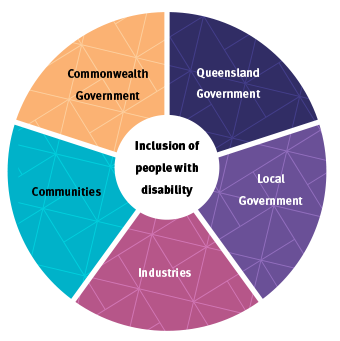 Commonwealth
Government
Queensland
Government
Inclusion of
people with
disability
Communities
Local
Government
Industries